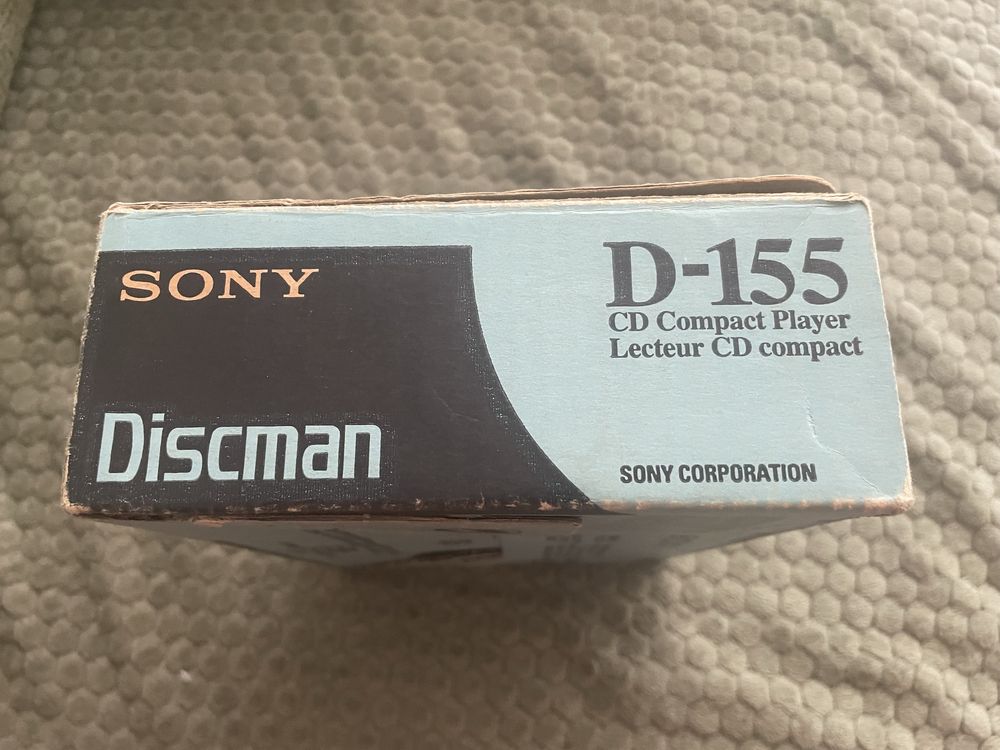 SONY
Discman
D-155
CD Compact Player
Lecteur CD compact
SONY CORPORATION